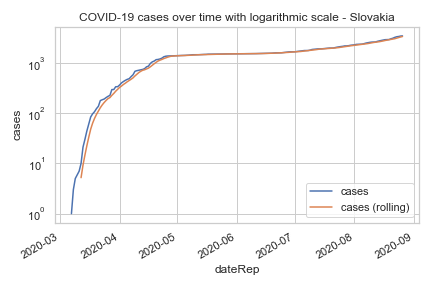 COVID-19 cases over time with logarithmic scale - Slovakia
cases
10³
10²
10¹
10⁰
cases
cases (rolling)
2020-03
2020-04
2020-05
2020-06
2020-07
2020-08
2020-09
dateRep